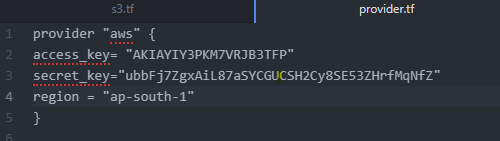 s3.tf
provider.tf
1 provider "aws" {
2 access_key= "AKIAYIY3PKM7VRJB3TFP"
3 secret_key="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"
4 region = "ap-south-1"
5 }
6